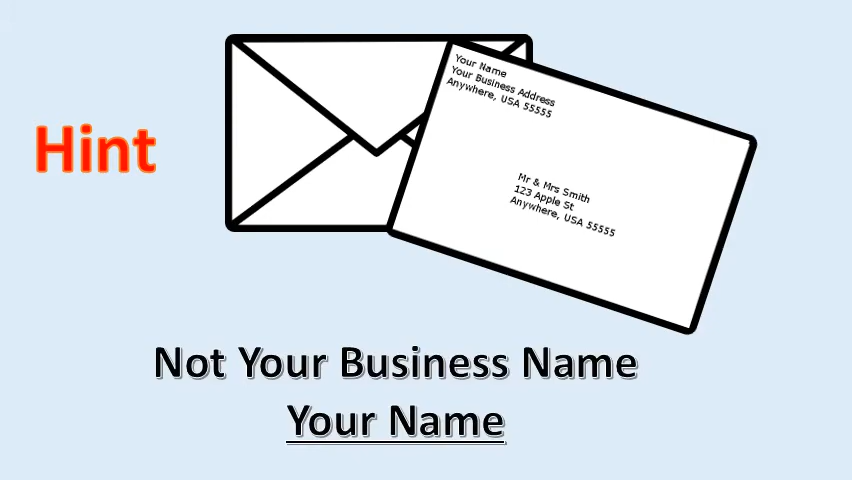 Hint
Your Name
Your Business Address
Anywhere, USA 55555
Mr & Mrs Smith
123 Apple St
Anywhere, USA 55555
Not Your Business Name
Your Name